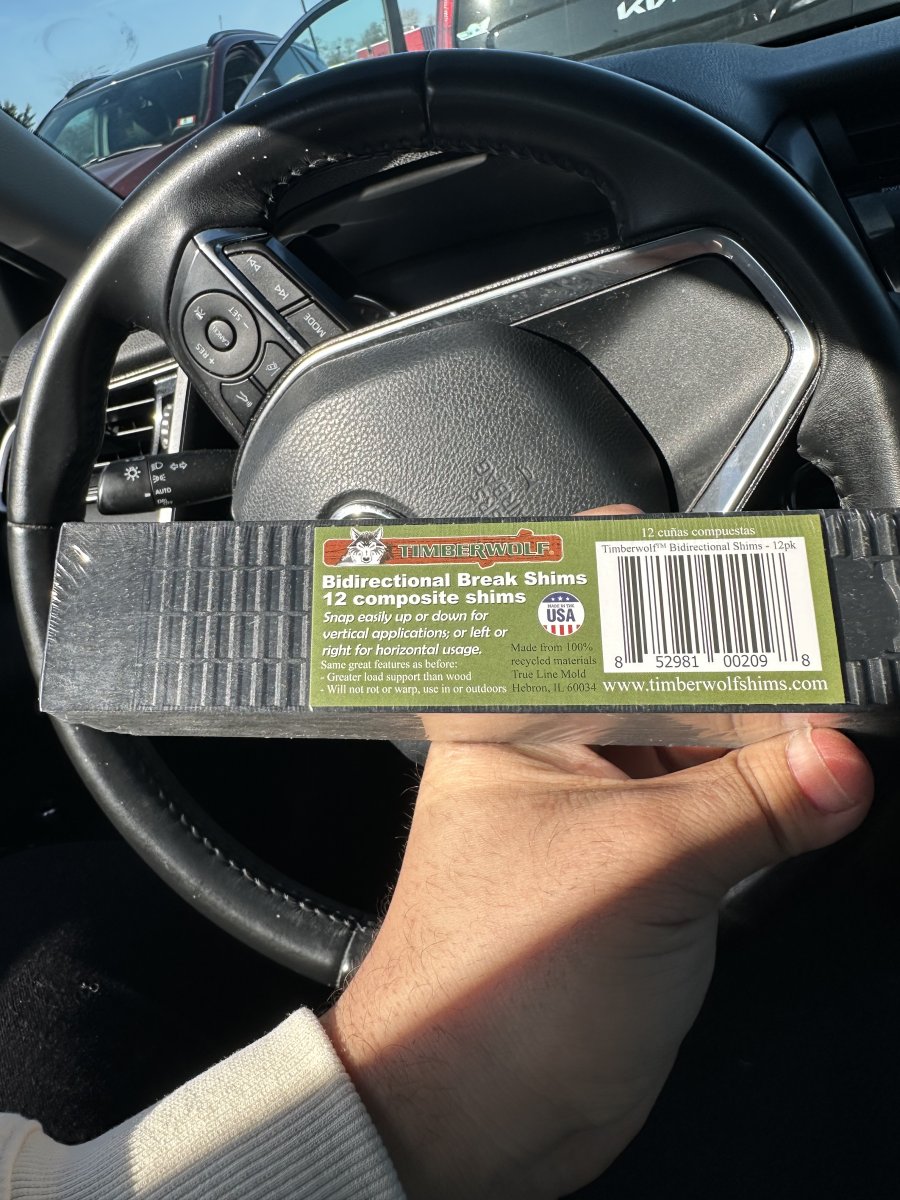 KIA
MODE
SET
-
CANCEL
+ RES
AUTO
OFF
TIMBERWOLF
Bidirectional Break Shims
12 composite shims
Snap easily up or down for
vertical applications; or left or
right for horizontal usage.
Same great features as before:
- Greater load support than wood
- Will not rot or warp, use in or outdoors
MADE IN THE
USA
Made from 100%
recycled materials
True Line Mold
Hebron, IL 60034
12 cuñas compuestas
Timberwolf™ Bidirectional Shims - 12pk
8 52981 00209 8
www.timberwolfshims.com